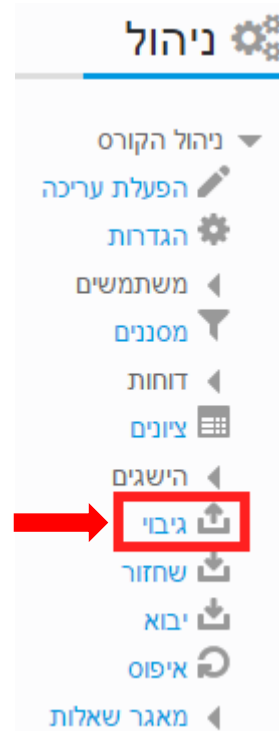 ניהול
ניהול הקורס
הפעלת עריכה
הגדרות
משתמשים
מסננים
דוחות
ציונים
הישגים
גיבוי
שחזור
יבוא
איפוס
מאגר שאלות